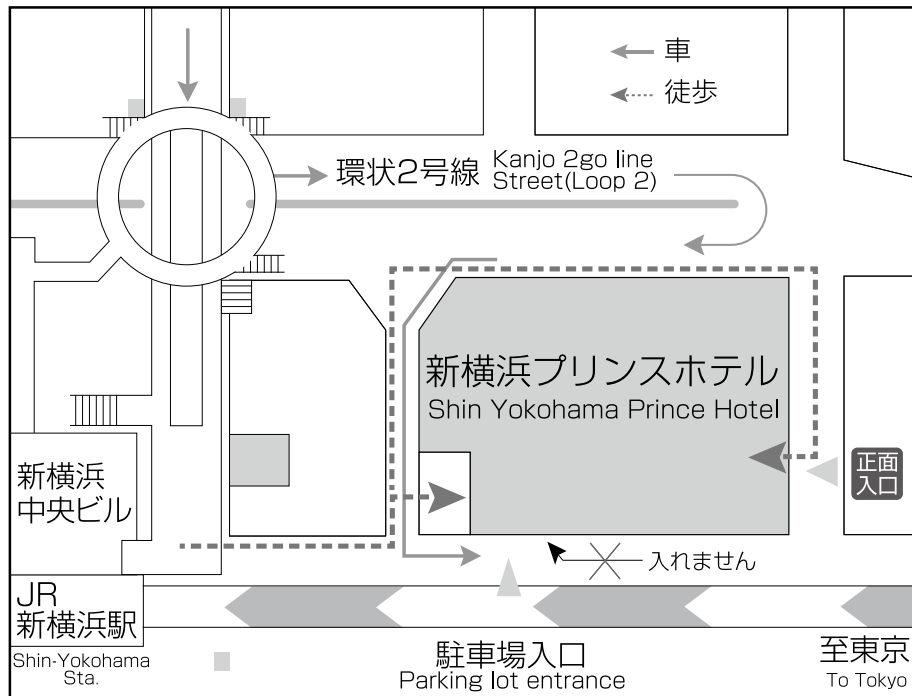 車
徒歩
環状2号線
Kanjo 2go line
Street(Loop 2)
新横浜プリンスホテル
Shin Yokohama Prince Hotel
正面
入口
新横浜
中央ビル
入れません
JR
新横浜駅
Shin-Yokohama
Sta.
駐車場入口
Parking lot entrance
至東京
To Tokyo